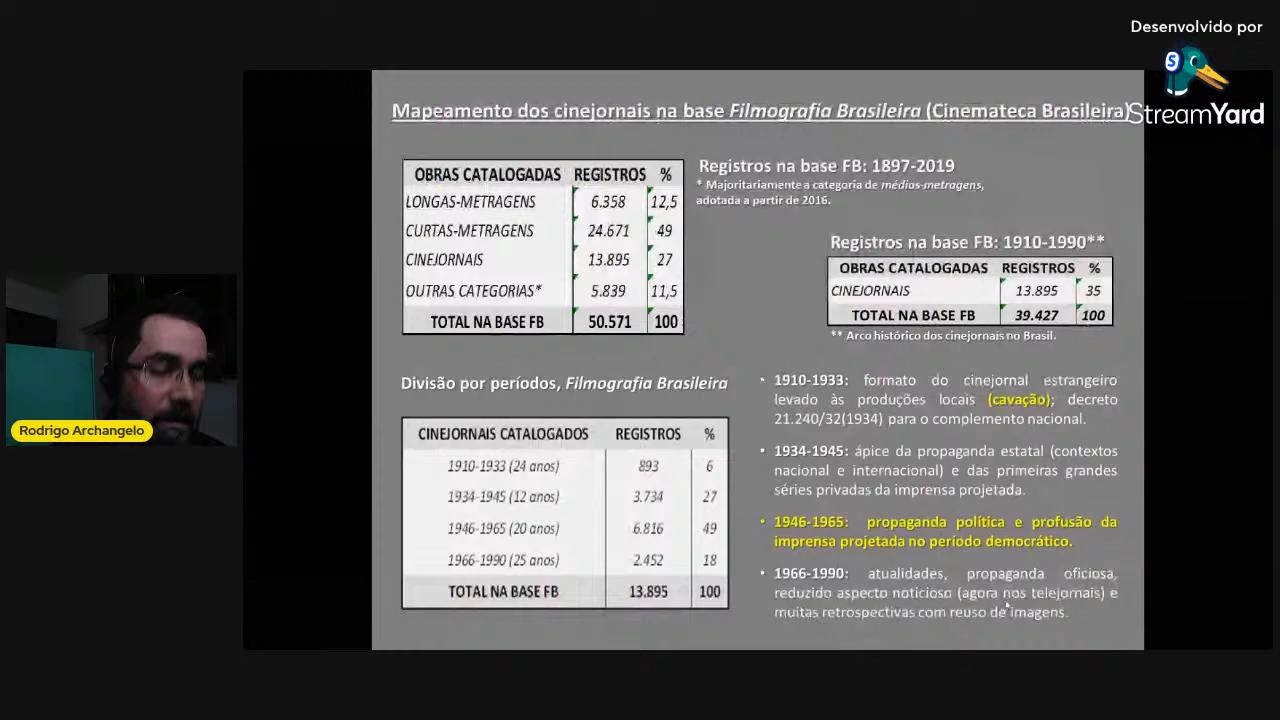 Desenvolvido por
StreamYard
Mapeamento dos cinejornais na base Filmografia Brasileira (Cinemateca Brasileira)
OBRAS CATALOGADAS REGISTROS %
LONGAS-METRAGENS 6.358 12,5
CURTAS-METRAGENS 24.671 49
CINEJORNAIS 13.895 27
OUTRAS CATEGORIAS* 5.839 11,5
TOTAL NA BASE FB 50.571 100
Registros na base FB: 1897-2019
* Majoritariamente a categoria de médias-metragens,
adotada a partir de 2016.
Registros na base FB: 1910-1990**
OBRAS CATALOGADAS REGISTROS %
CINEJORNAIS 13.895 35
TOTAL NA BASE FB 39.427 100
** Arco histórico dos cinejornais no Brasil.
Divisão por períodos, Filmografia Brasileira
CINEJORNAIS CATALOGADOS REGISTROS %
1910-1933 (24 anos) 893 6
1934-1945 (12 anos) 3.734 27
1946-1965 (20 anos) 6.816 49
1966-1990 (25 anos) 2.452 18
TOTAL NA BASE FB 13.895 100
• 1910-1933: formato do cinejornal estrangeiro
levado às produções locais (cavação); decreto
21.240/32(1934) para o complemento nacional.
• 1934-1945: ápice da propaganda estatal (contextos
nacional e internacional) e das primeiras grandes
séries privadas da imprensa projetada.
• 1946-1965: propaganda política e profusão da
imprensa projetada no período democrático.
• 1966-1990: atualidades, propaganda oficiosa,
reduzido aspecto noticioso (agora nos telejornais) e
muitas retrospectivas com reuso de imagens.
Rodrigo Archangelo